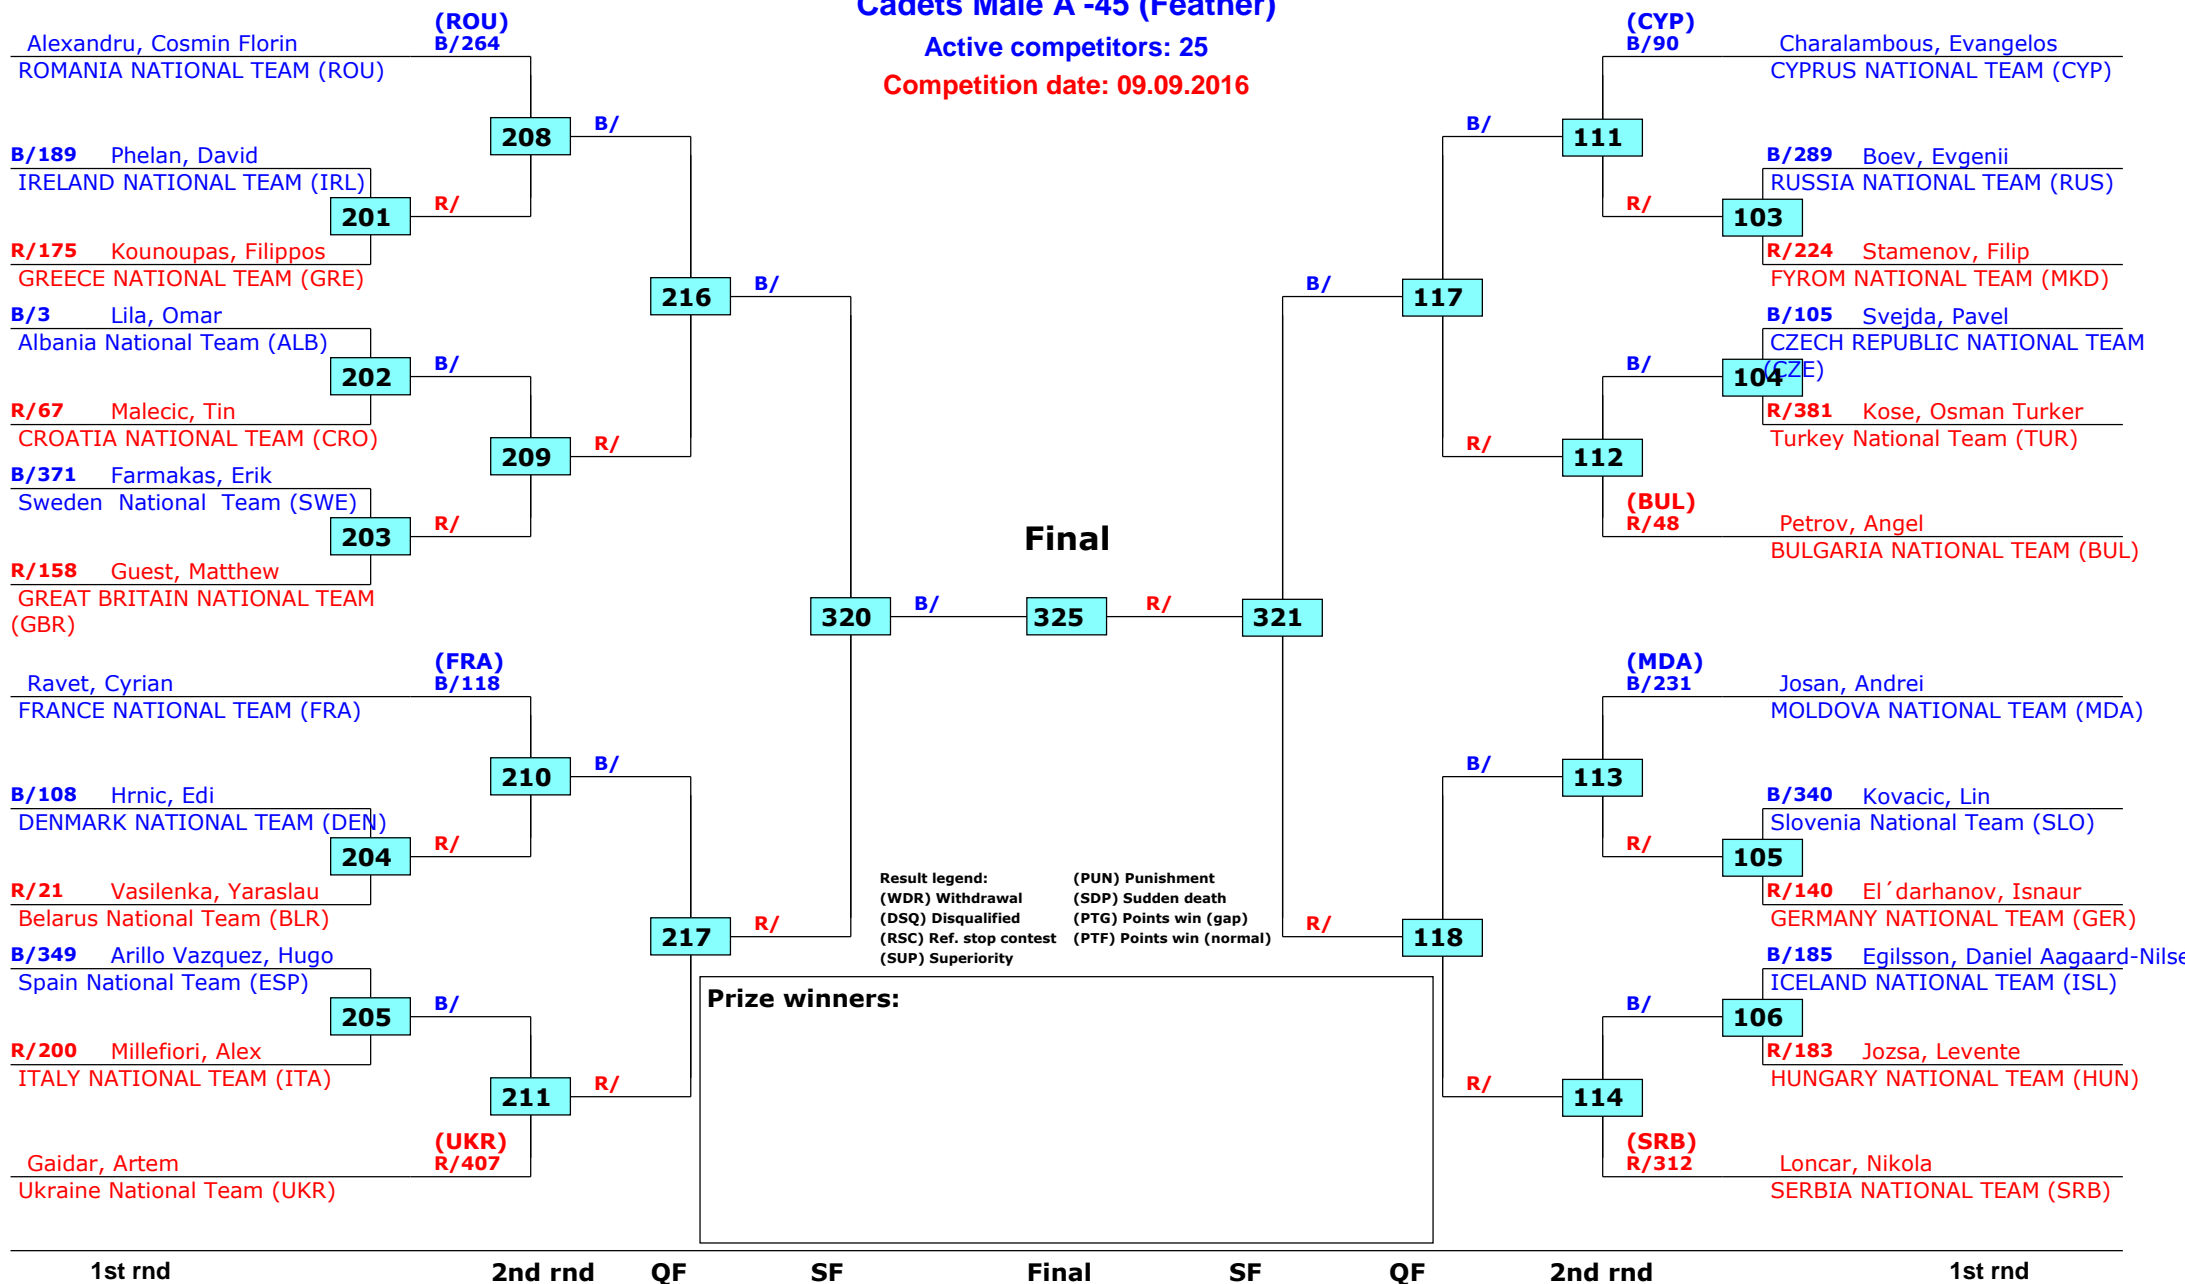 Cadets Male A -45 (Feather)
Active competitors: 25
Competition date: 09.09.2016
(ROU)
Alexandru, Cosmin Florin B/264
ROMANIA NATIONAL TEAM (ROU)
208 B/
B/189 Phelan, David
IRELAND NATIONAL TEAM (IRL)
201 R/
R/175 Kounoupas, Filippos
GREECE NATIONAL TEAM (GRE)
216 B/
B/3 Lila, Omar
Albania National Team (ALB)
202 B/
R/67 Malecic, Tin
CROATIA NATIONAL TEAM (CRO)
209 R/
B/371 Farmakas, Erik
Sweden National Team (SWE)
203 R/
R/158 Guest, Matthew
GREAT BRITAIN NATIONAL TEAM
(GBR)
320 B/
(FRA)
Ravet, Cyrian B/118
FRANCE NATIONAL TEAM (FRA)
210 B/
B/108 Hrnic, Edi
DENMARK NATIONAL TEAM (DEN)
204 R/
R/21 Vasilenka, Yaraslau
Belarus National Team (BLR)
217 R/
B/349 Arillo Vazquez, Hugo
Spain National Team (ESP)
205 B/
R/200 Millefiori, Alex
ITALY NATIONAL TEAM (ITA)
211 R/
(UKR)
Gaidar, Artem R/407
Ukraine National Team (UKR)
Final
325
R/ 321
(CYP)
B/90 Charalambous, Evangelos
CYPRUS NATIONAL TEAM (CYP)
B/ 111
B/289 Boev, Evgenii
RUSSIA NATIONAL TEAM (RUS)
R/ 103
R/224 Stamenov, Filip
FYROM NATIONAL TEAM (MKD)
B/ 117
B/105 Svejda, Pavel
CZECH REPUBLIC NATIONAL TEAM
(CZE)
B/ 104
R/381 Kose, Osman Turker
Turkey National Team (TUR)
R/ 112
(BUL)
R/48 Petrov, Angel
BULGARIA NATIONAL TEAM (BUL)
(MDA)
B/231 Josan, Andrei
MOLDOVA NATIONAL TEAM (MDA)
B/ 113
B/340 Kovacic, Lin
Slovenia National Team (SLO)
R/ 105
R/140 El´darhanov, Isnaur
GERMANY NATIONAL TEAM (GER)
R/ 118
B/185 Egilsson, Daniel Aagaard-Nilse
ICELAND NATIONAL TEAM (ISL)
B/ 106
R/183 Jozsa, Levente
HUNGARY NATIONAL TEAM (HUN)
R/ 114
(SRB)
R/312 Loncar, Nikola
SERBIA NATIONAL TEAM (SRB)
Result legend: (PUN) Punishment
(WDR) Withdrawal (SDP) Sudden death
(DSQ) Disqualified (PTG) Points win (gap)
(RSC) Ref. stop contest (PTF) Points win (normal)
(SUP) Superiority
Prize winners:
1st rnd 2nd rnd QF SF Final SF QF 2nd rnd 1st rnd